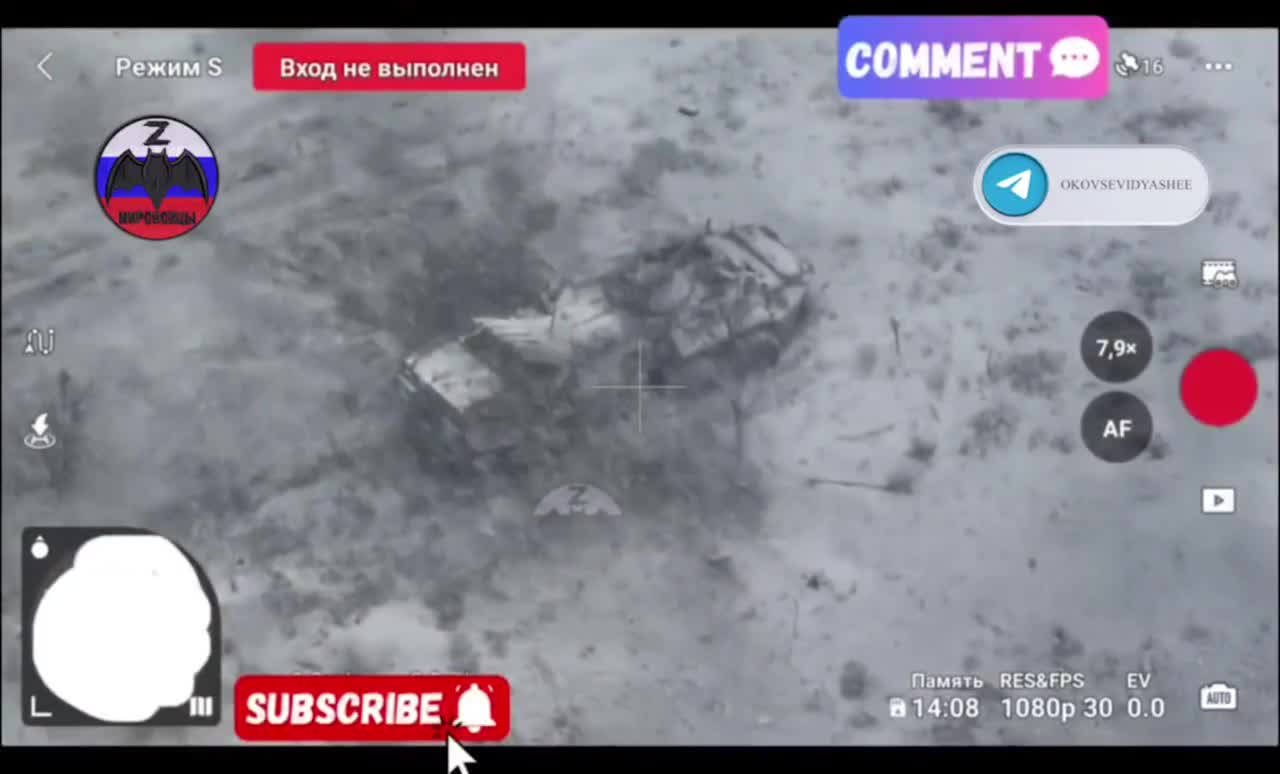 Режим S
Вход не выполнен
COMMENT
16
Z
МИРОВОВЦЫ
OKOVSEVIDYASHEE
7,9×
AF
Z
SUBSCRIBE
Память RES&FPS EV
14:08 1080p 30 0.0
AUTO